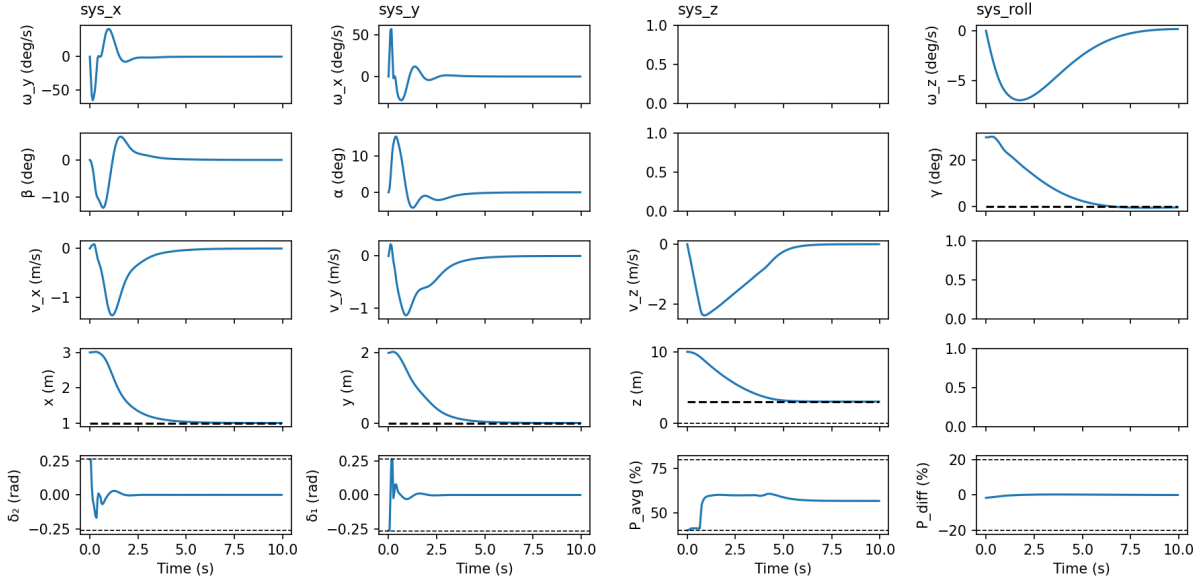 sys_x
sys_y
sys_z
sys_roll
ω_y (deg/s)
0
−50
ω_x (deg/s)
50
0
1.0
0.5
0.0
ω_z (deg/s)
0
−5
β (deg)
0
−10
α (deg)
10
0
1.0
0.5
0.0
γ (deg)
20
0
v_x (m/s)
0
−1
v_y (m/s)
0
−1
v_z (m/s)
0
−2
1.0
0.5
0.0
x (m)
3
2
1
y (m)
2
0
z (m)
10
0
1.0
0.5
0.0
δ₂ (rad)
0.25
0.00
−0.25
0.0 2.5 5.0 7.5 10.0
Time (s)
δ₁ (rad)
0.25
0.00
−0.25
0.0 2.5 5.0 7.5 10.0
Time (s)
P_avg (%)
75
50
0.0 2.5 5.0 7.5 10.0
Time (s)
P_diff (%)
20
0
−20
0.0 2.5 5.0 7.5 10.0
Time (s)